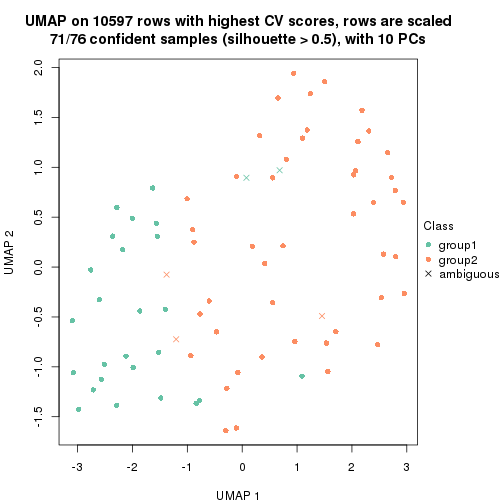 UMAP on 10597 rows with highest CV scores, rows are scaled
71/76 confident samples (silhouette > 0.5), with 10 PCs
2.0
1.5
1.0
0.5
0.0
-0.5
-1.0
-1.5
UMAP 2
-3
-2
-1
0
1
2
3
UMAP 1
Class
group1
group2
ambiguous